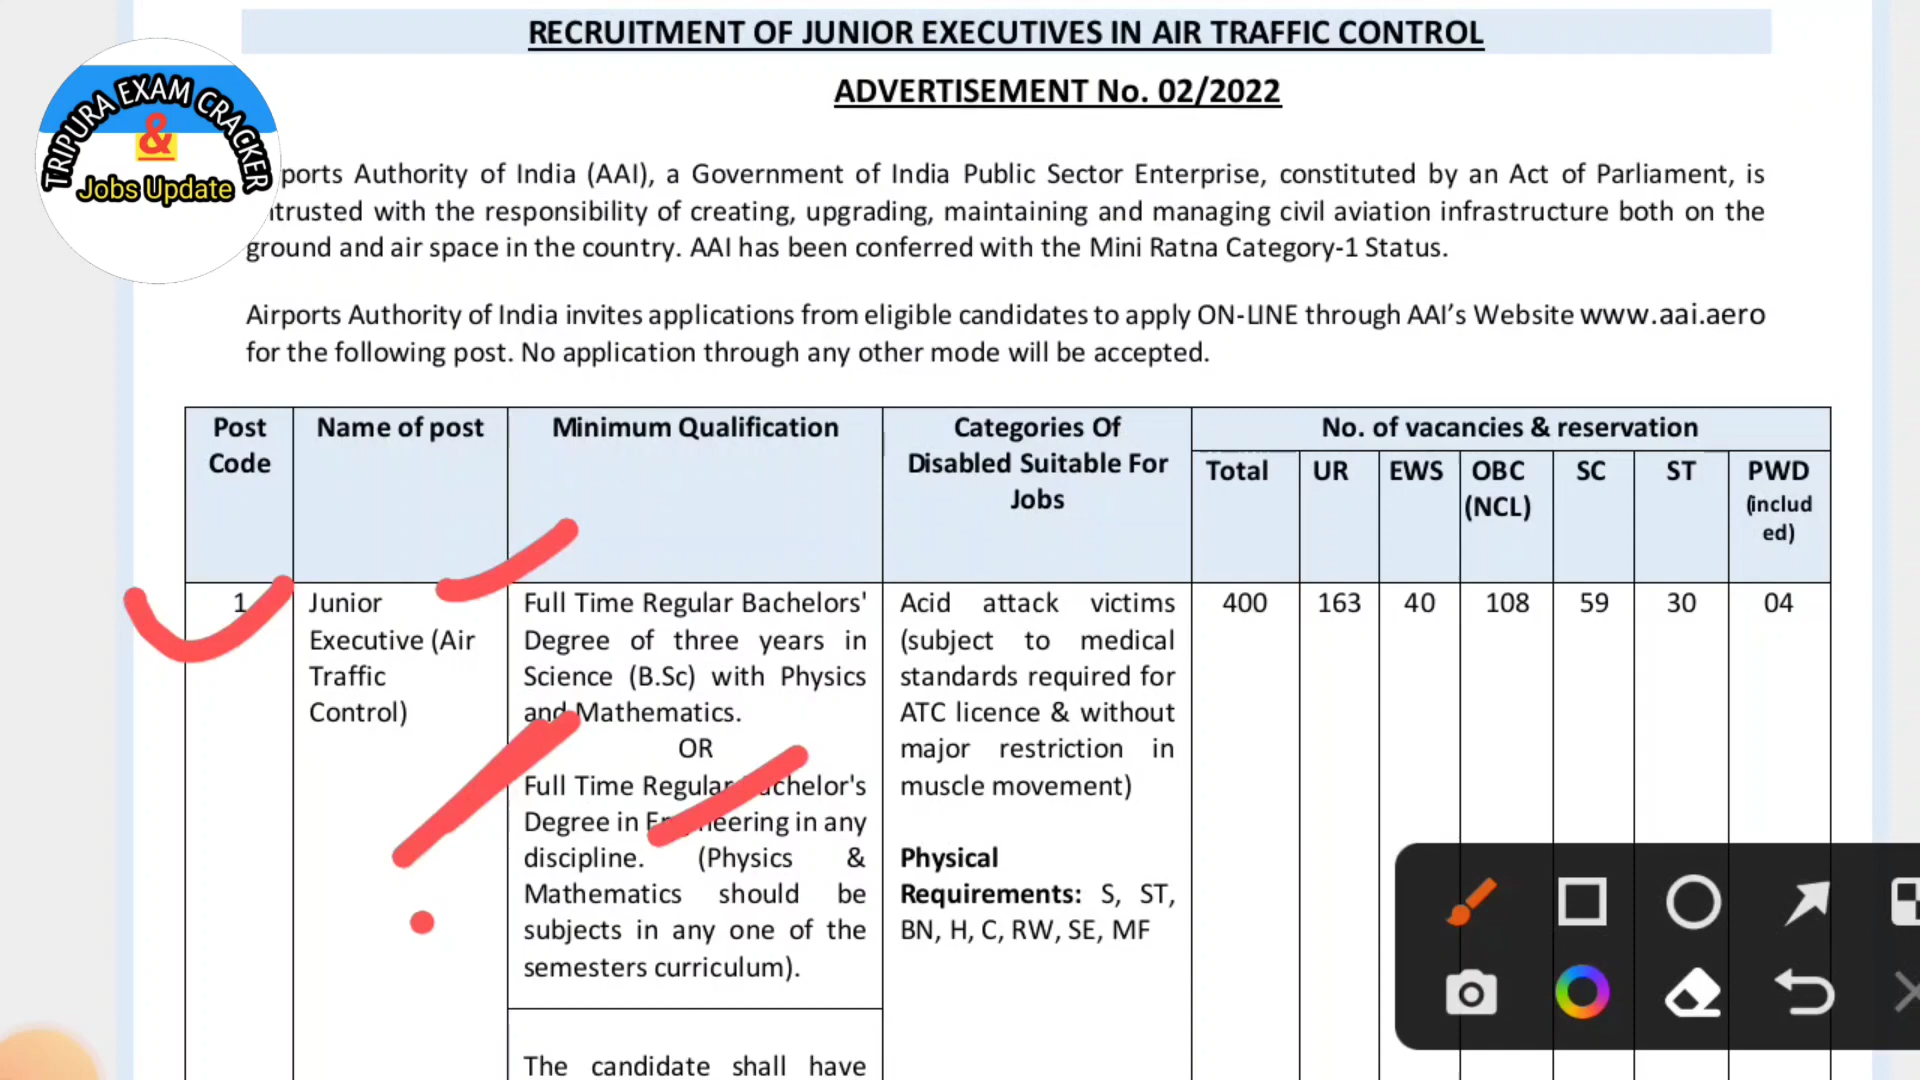 RECRUITMENT OF JUNIOR EXECUTIVES IN AIR TRAFFIC CONTROL
ADVERTISEMENT No. 02/2022
TRIPURA EXAM CRACKER
&
Jobs Update
ports Authority of India (AAI), a Government of India Public Sector Enterprise, constituted by an Act of Parliament, is
trusted with the responsibility of creating, upgrading, maintaining and managing civil aviation infrastructure both on the
ground and air space in the country. AAI has been conferred with the Mini Ratna Category-1 Status.
Airports Authority of India invites applications from eligible candidates to apply ON-LINE through AAI's Website www.aai.aero
for the following post. No application through any other mode will be accepted.
Post Code
Name of post
Minimum Qualification
Categories Of
Disabled Suitable For
Jobs
No. of vacancies & reservation
Total
UR
EWS
OBC
(NCL)
SC
ST
PWD
(includ
ed)
1
Junior
Executive (Air
Traffic
Control)
Full Time Regular Bachelors'
Degree of three years in
Science (B.Sc) with Physics
and Mathematics.
OR
Full Time Regular Bachelor's
Degree in Engineering in any
discipline. (Physics &
Mathematics should be
subjects in any one of the
semesters curriculum).
The candidate shall have
Acid attack victims
(subject to medical
standards required for
ATC licence & without
major restriction in
muscle movement)
Physical
Requirements: S, ST,
BN, H, C, RW, SE, MF
400
163
40
108
59
30
04